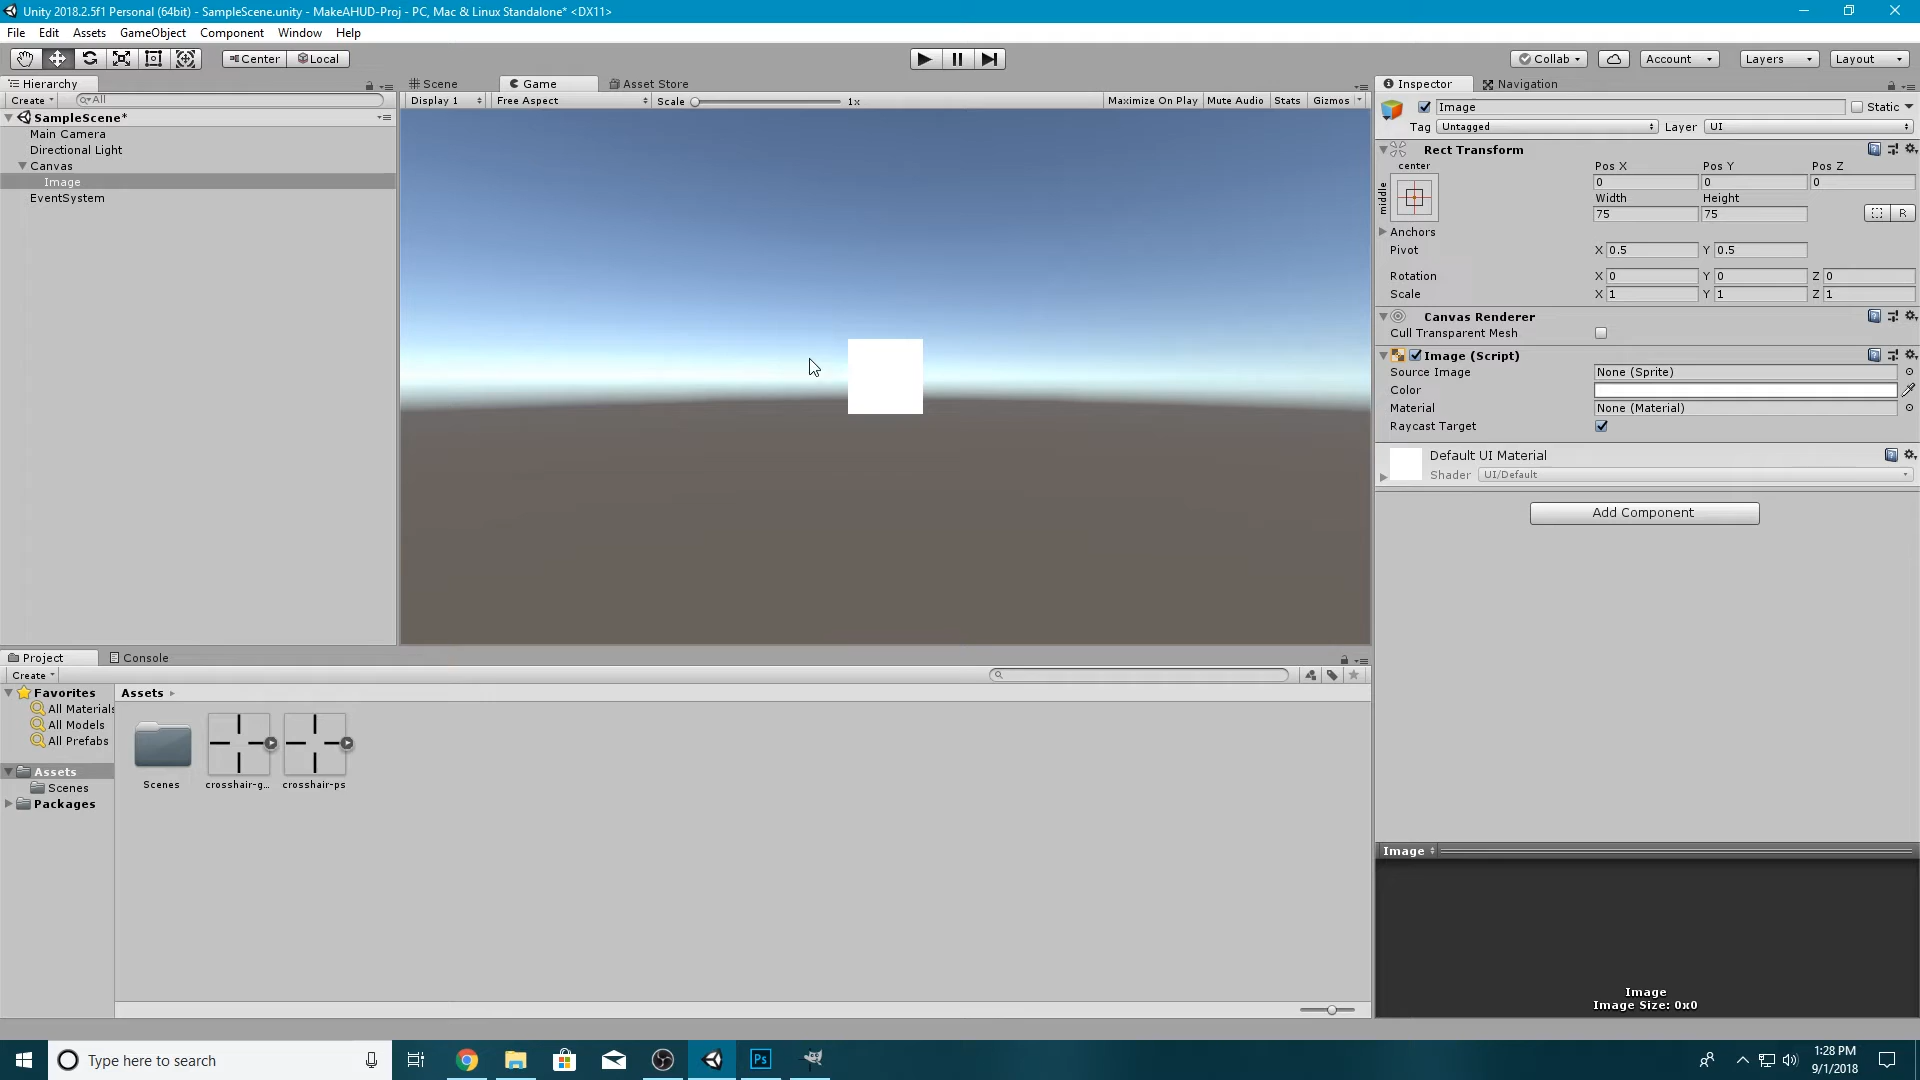 Unity 2018.2.5f1 Personal (64bit) - SampleScene.unity - MakeAHUD-Proj - PC, Mac & Linux Standalone* <DX11>
File Edit Assets GameObject Component Window Help
Center Local Collab Account Layers Layout
Hierarchy Scene Game Asset Store Inspector Navigation
Create All Display 1 Free Aspect Scale 1x Maximize On Play Mute Audio Stats Gizmos
SampleScene*
Main Camera
Directional Light
Canvas
Image
EventSystem
Image Static
Tag Untagged Layer UI
Rect Transform
center Pos X Pos Y Pos Z
middle 0 0 0
Width Height
75 75 R
Anchors
Pivot X 0.5 Y 0.5
Rotation X 0 Y 0 Z 0
Scale X 1 Y 1 Z 1
Canvas Renderer
Cull Transparent Mesh
Image (Script)
Source Image None (Sprite)
Color
Material None (Material)
Raycast Target
Default UI Material
Shader UI/Default
Add Component
Project Console
Create
Favorites
All Materials
All Models
All Prefabs
Assets
Scenes
Packages
Assets
Scenes crosshair-g... crosshair-ps
Image
Image
Image Size: 0x0
Type here to search
Ps
1:28 PM
9/1/2018